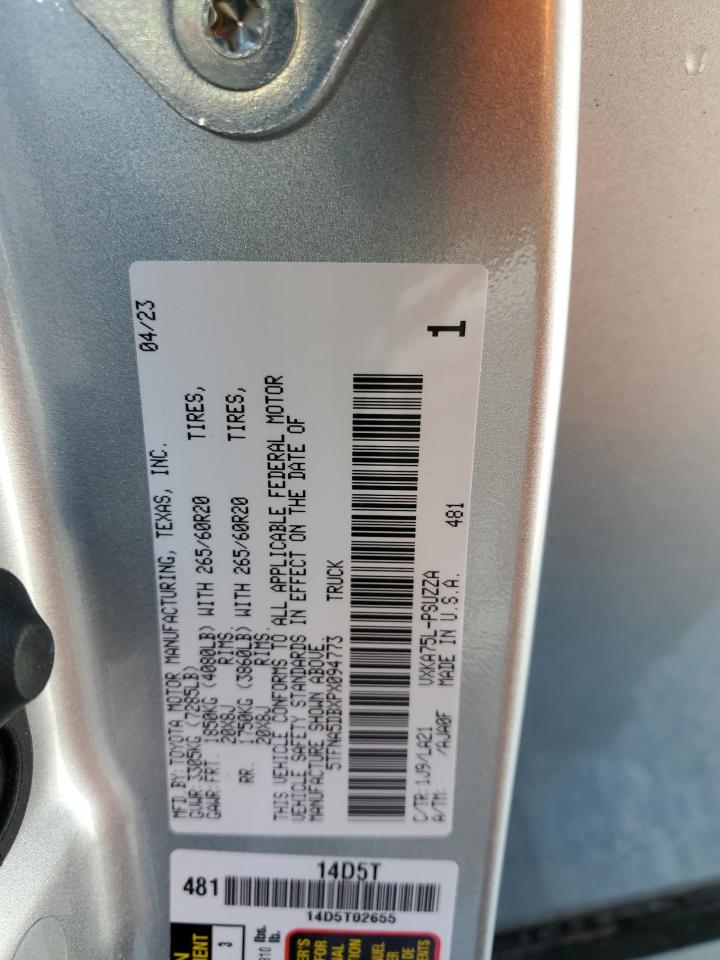 MFD.BY: TOYOTA MOTOR MANUFACTURING, TEXAS, INC. 04/23
GVWR: 3305KG (7285LB)
GAWR: FRT. 1850KG (4080LB) WITH 265/60R20 TIRES,
20X8J RIMS.
RR. 1750KG (3860LB) WITH 265/60R20 TIRES,
20X8J RIMS.
THIS VEHICLE CONFORMS TO ALL APPLICABLE FEDERAL MOTOR
VEHICLE SAFETY STANDARDS IN EFFECT ON THE DATE OF
MANUFACTURE SHOWN ABOVE.
5TFNA5DBXPX094773 TRUCK
C/TR: 1J9/LA21 VXKA75L-PSUZZA 1
A/TM: /AJA0F MADE IN U.S.A. 481
14D5T
481
14D5T02655
3
lbs.
lb.